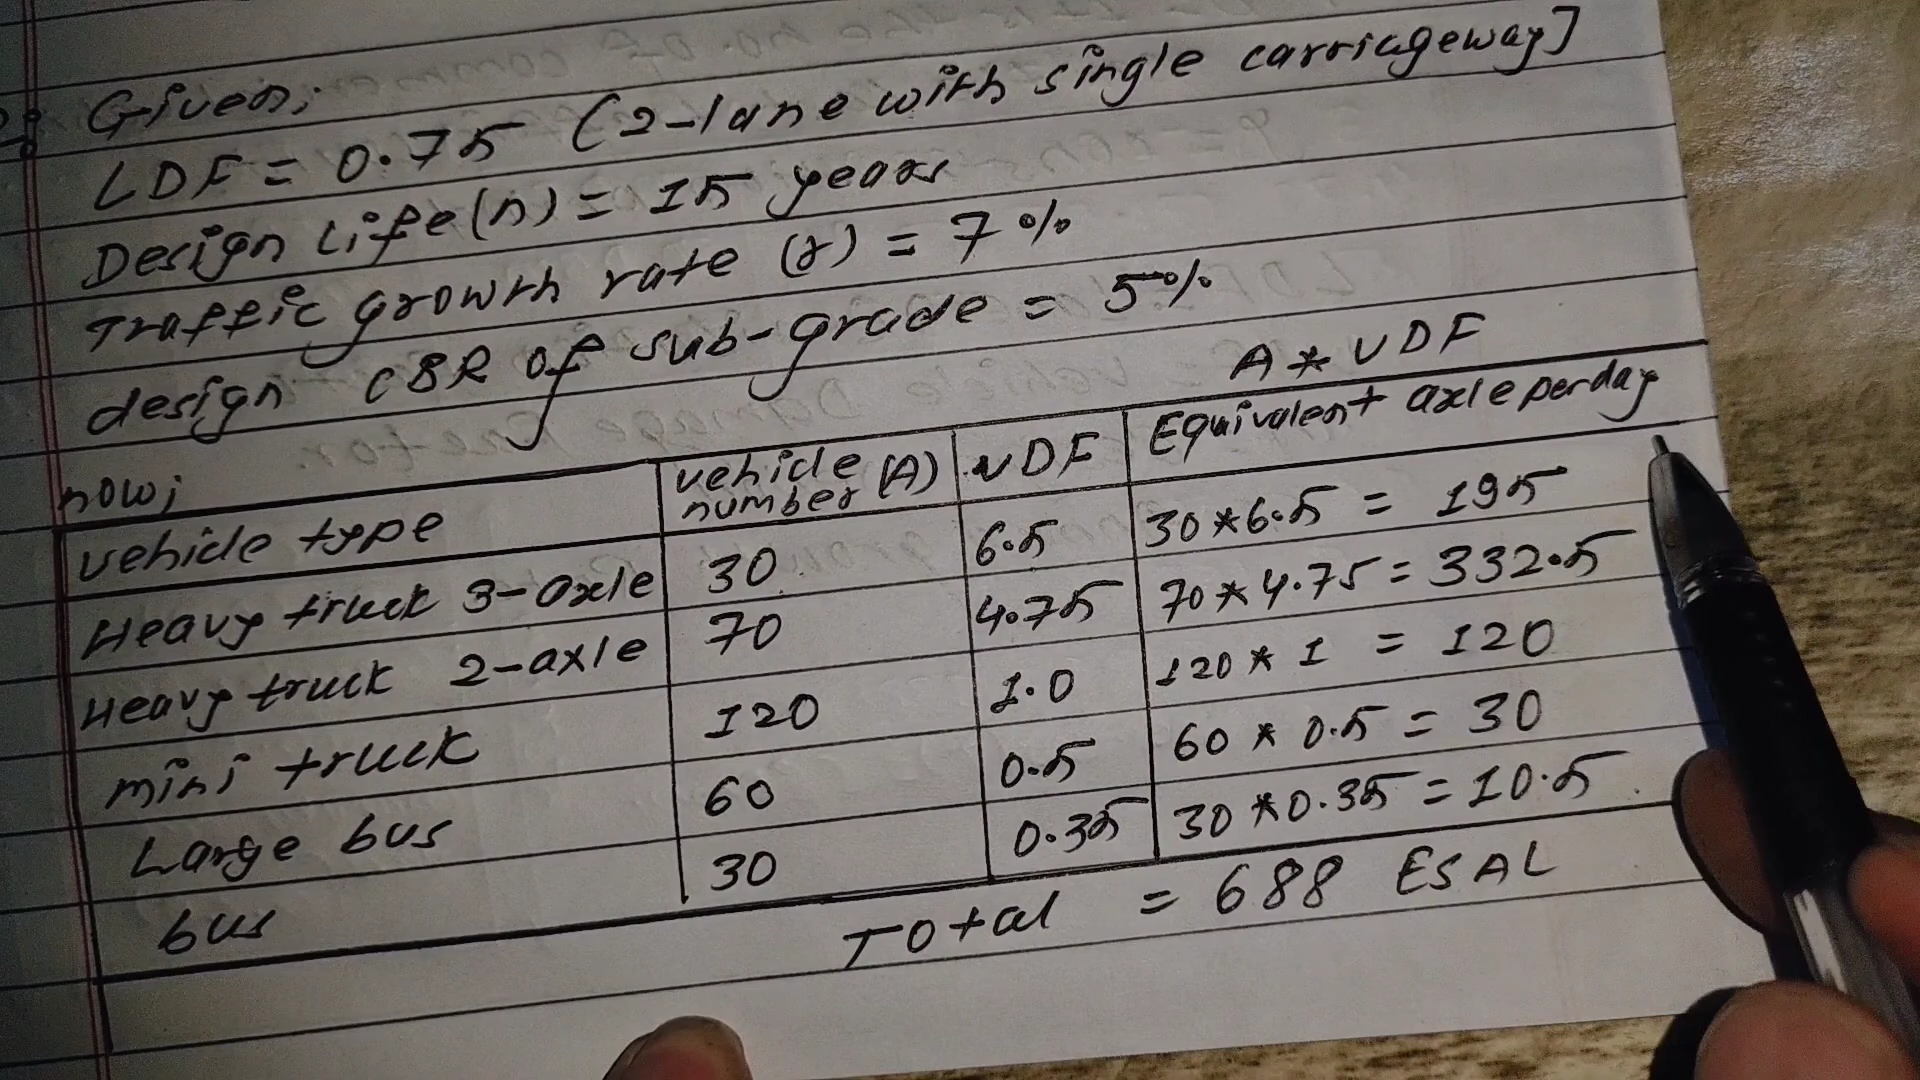 Given;
LDF = 0.75 (2-lane with single carriageway]
Design Life (n) = 15 years
Traffic growth rate (r) = 7%
design CBR of sub-grade = 5%
now;
A * VDF
vehicle type | vehicle number (A) | VDF | Equivalent axle per day
Heavy truck 3-axle | 30 | 6.5 | 30 * 6.5 = 195
Heavy truck 2-axle | 70 | 4.75 | 70 * 4.75 = 332.5
mini truck | 120 | 1.0 | 120 * 1 = 120
Large bus | 60 | 0.5 | 60 * 0.5 = 30
bus | 30 | 0.35 | 30 * 0.35 = 10.5
Total = 688 ESAL